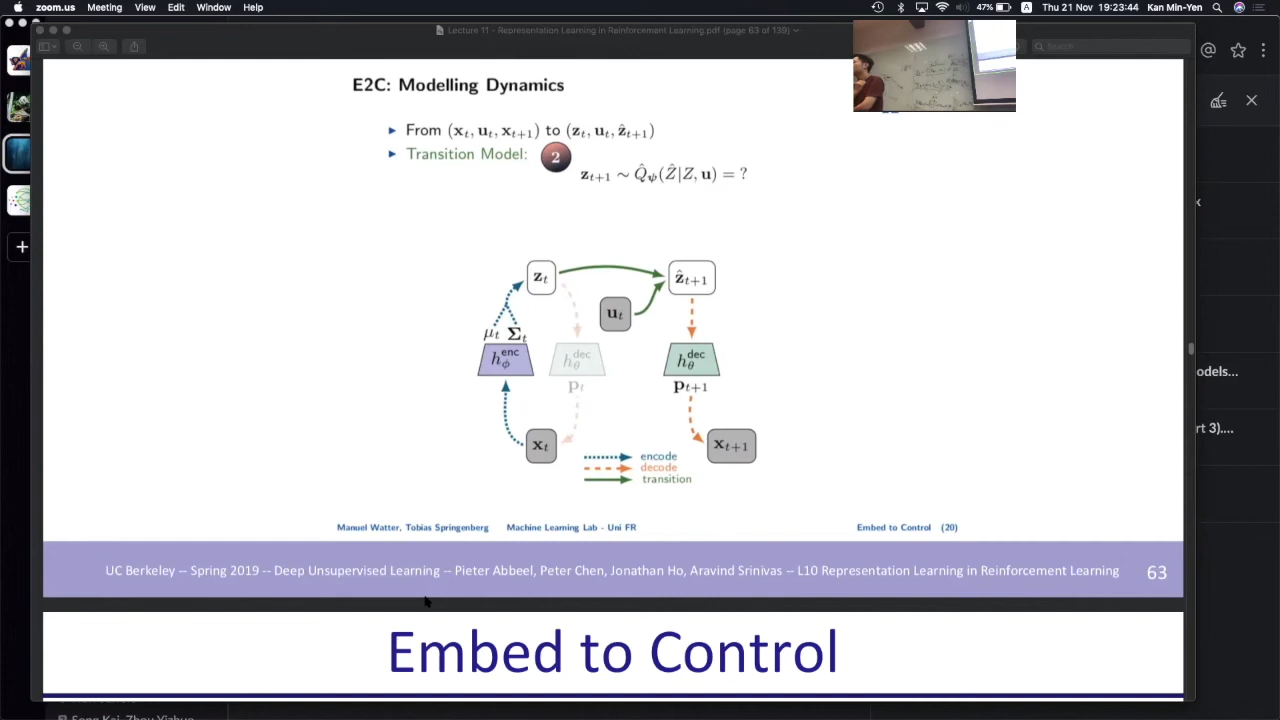 zoom.us Window Help
Thu 21 Nov 19:23:44 Kan Min-Yen
Lecture 11 - Representation Learning in Reinforcement Learning.pdf (page 63 of 139)
Search
E2C: Modelling Dynamics
From (x_t, u_t, x_{t+1}) to (z_t, u_t, ẑ_{t+1})
Transition Model:
2
z_{t+1} ∼ Q̂_ψ(Ẑ|Z, u) = ?
z_t
ẑ_{t+1}
u_t
μ_t Σ_t
h_φ^{enc}
h_θ^{dec}
h_θ^{dec}
p_t
p_{t+1}
x_t
x_{t+1}
encode
decode
transition
Manuel Watter, Tobias Springenberg Machine Learning Lab - Uni FR Embed to Control (20)
UC Berkeley -- Spring 2019 -- Deep Unsupervised Learning -- Pieter Abbeel, Peter Chen, Jonathan Ho, Aravind Srinivas -- L10 Representation Learning in Reinforcement Learning 63
Embed to Control
odels...
rt 3)....